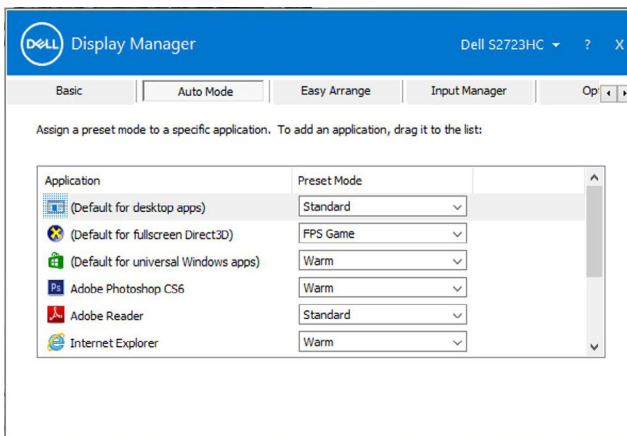 DELL Display Manager Dell S2723HC ? X
Basic Auto Mode Easy Arrange Input Manager
Assign a preset mode to a specific application. To add an application, drag it to the list:
Application Preset Mode
(Default for desktop apps) Standard
(Default for fullscreen Direct3D) FPS Game
(Default for universal Windows apps) Warm
Ps Adobe Photoshop CS6 Warm
Adobe Reader Standard
Internet Explorer Warm